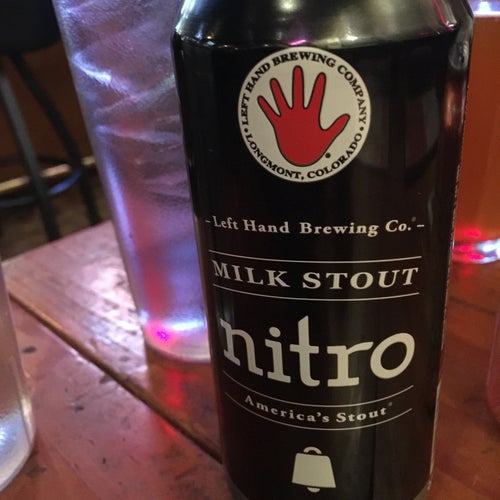 • LEFT HAND BREWING COMPANY •
LONGMONT, COLORADO
- Left Hand Brewing Co.® -
MILK STOUT
nitro
America's Stout®